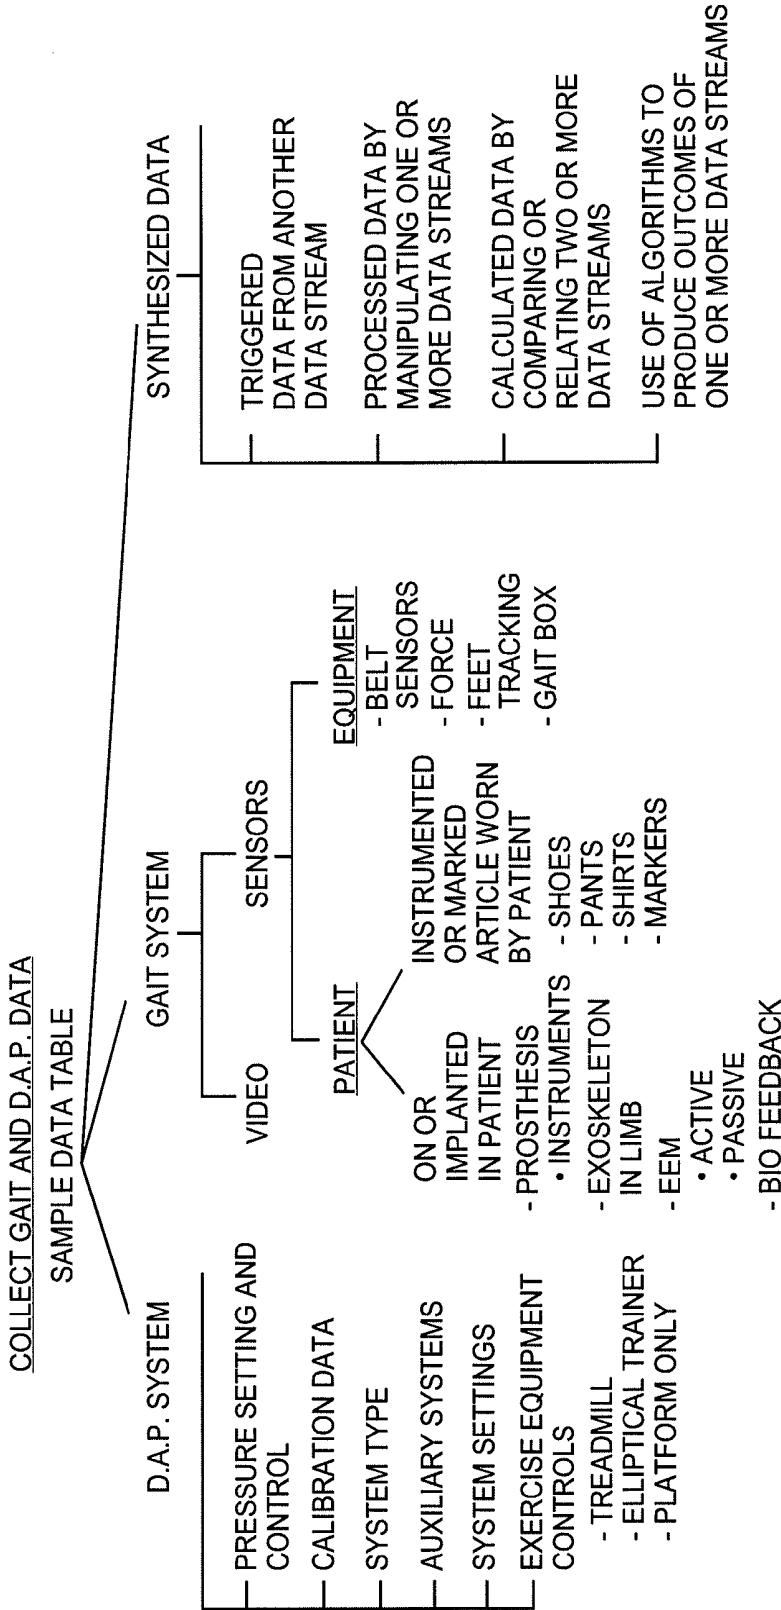 COLLECT GAIT AND D.A.P. DATA
SAMPLE DATA TABLE
D.A.P. SYSTEM
PRESSURE SETTING AND
CONTROL
CALIBRATION DATA
SYSTEM TYPE
AUXILIARY SYSTEMS
SYSTEM SETTINGS
EXERCISE EQUIPMENT
CONTROLS
- TREADMILL
- ELLIPTICAL TRAINER
- PLATFORM ONLY
GAIT SYSTEM
VIDEO
SENSORS
PATIENT
ON OR
IMPLANTED
IN PATIENT
- PROSTHESIS
• INSTRUMENTS
- EXOSKELETON
IN LIMB
- EEM
• ACTIVE
• PASSIVE
- BIO FEEDBACK
INSTRUMENTED
OR MARKED
ARTICLE WORN
BY PATIENT
- SHOES
- PANTS
- SHIRTS
- MARKERS
EQUIPMENT
- BELT
SENSORS
- FORCE
- FEET
TRACKING
- GAIT BOX
SYNTHESIZED DATA
TRIGGERED
DATA FROM ANOTHER
DATA STREAM
PROCESSED DATA BY
MANIPULATING ONE OR
MORE DATA STREAMS
CALCULATED DATA BY
COMPARING OR
RELATING TWO OR MORE
DATA STREAMS
USE OF ALGORITHMS TO
PRODUCE OUTCOMES OF
ONE OR MORE DATA STREAMS